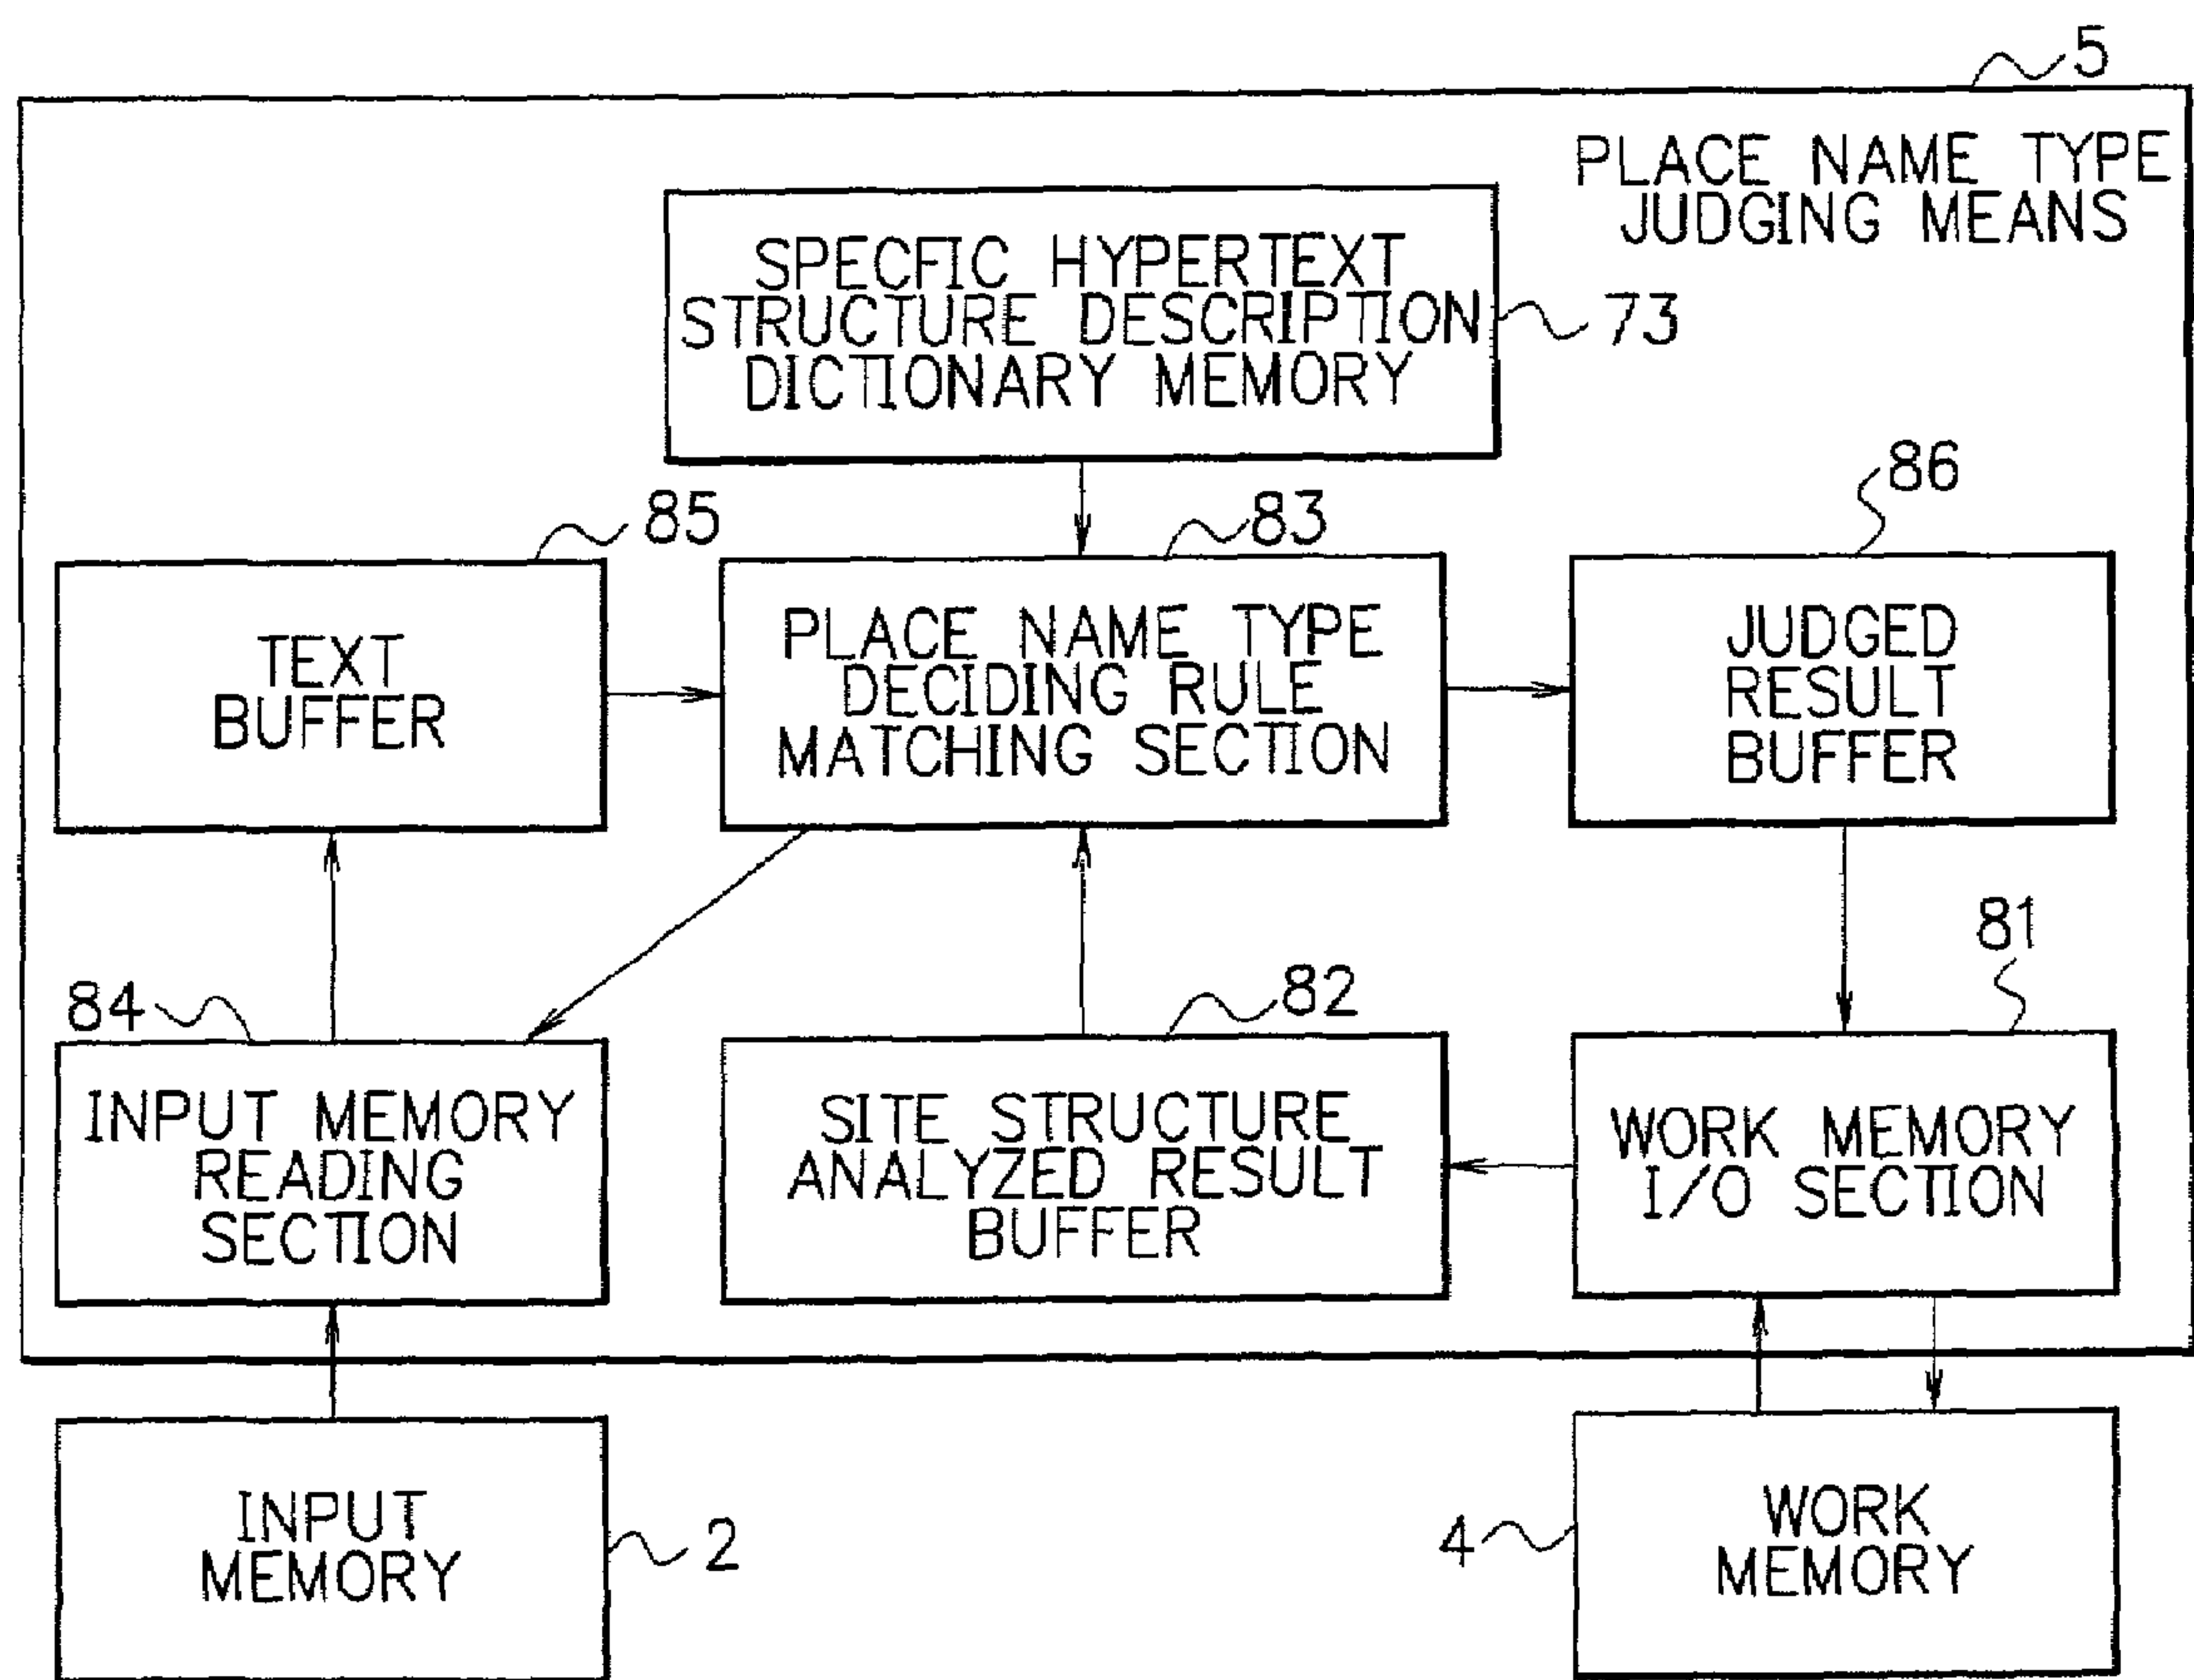 5
PLACE NAME TYPE
JUDGING MEANS
SPECFIC HYPERTEXT
STRUCTURE DESCRIPTION
DICTIONARY MEMORY
73
85
83
86
TEXT
BUFFER
PLACE NAME TYPE
DECIDING RULE
MATCHING SECTION
JUDGED
RESULT
BUFFER
84
82
81
INPUT MEMORY
READING
SECTION
SITE STRUCTURE
ANALYZED RESULT
BUFFER
WORK MEMORY
I/O SECTION
INPUT
MEMORY
2
4
WORK
MEMORY